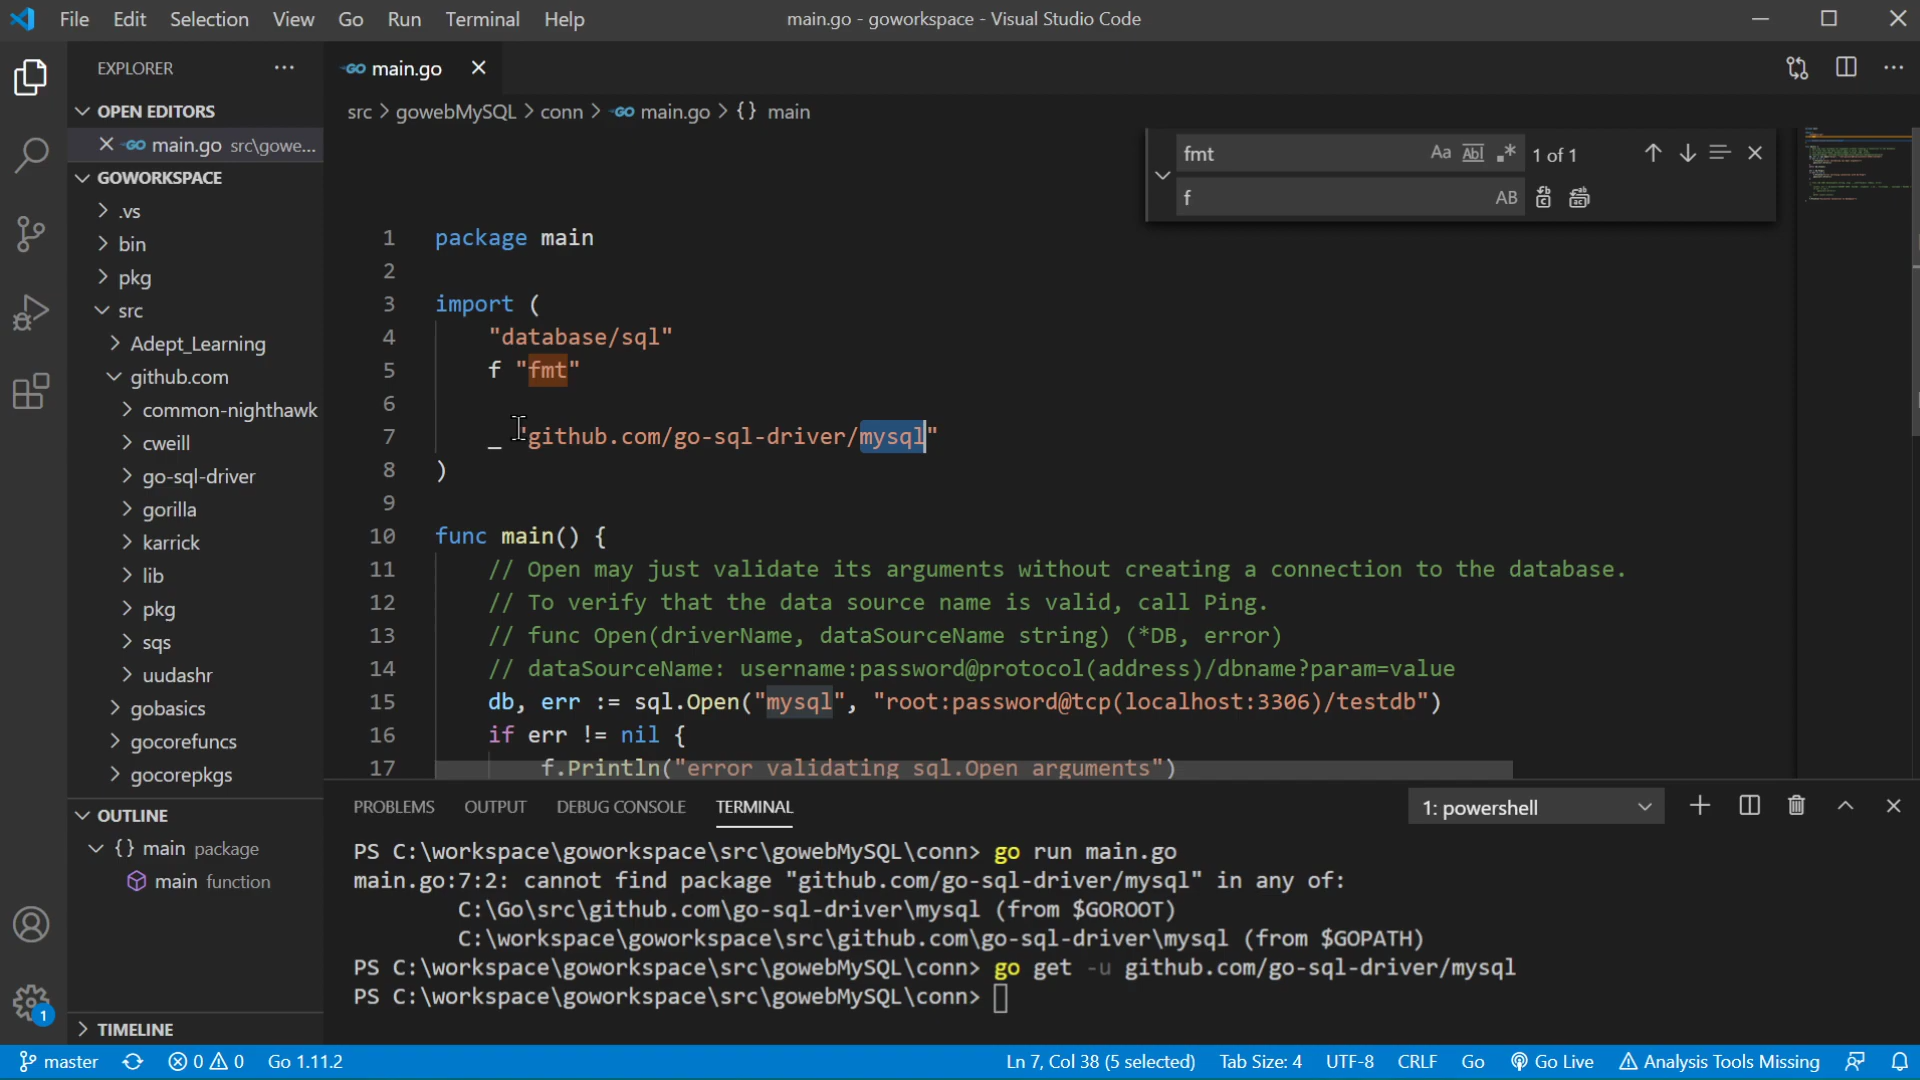 File Edit Selection View Go Run Terminal Help
main.go - goworkspace - Visual Studio Code
EXPLORER
OPEN EDITORS
GO main.go src\gowe...
GOWORKSPACE
.vs
bin
pkg
src
Adept_Learning
github.com
common-nighthawk
cweill
go-sql-driver
gorilla
karrick
lib
pkg
sqs
uudashr
gobasics
gocorefuncs
gocorepkgs
OUTLINE
{} main package
main function
TIMELINE
GO main.go
src > gowebMySQL > conn > GO main.go > {} main
fmt Aa Abl .* 1 of 1
f AB
1 package main
2
3 import (
4 "database/sql"
5 f "fmt"
6
7 _ "github.com/go-sql-driver/mysql"
8 )
9
10 func main() {
11 // Open may just validate its arguments without creating a connection to the database.
12 // To verify that the data source name is valid, call Ping.
13 // func Open(driverName, dataSourceName string) (*DB, error)
14 // dataSourceName: username:password@protocol(address)/dbname?param=value
15 db, err := sql.Open("mysql", "root:password@tcp(localhost:3306)/testdb")
16 if err != nil {
17 f.Println("error validating sql.Open arguments")
PROBLEMS OUTPUT DEBUG CONSOLE TERMINAL
1: powershell
PS C:\workspace\goworkspace\src\gowebMySQL\conn> go run main.go
main.go:7:2: cannot find package "github.com/go-sql-driver/mysql" in any of:
C:\Go\src\github.com\go-sql-driver\mysql (from $GOROOT)
C:\workspace\goworkspace\src\github.com\go-sql-driver\mysql (from $GOPATH)
PS C:\workspace\goworkspace\src\gowebMySQL\conn> go get -u github.com/go-sql-driver/mysql
PS C:\workspace\goworkspace\src\gowebMySQL\conn>
1
master 0 0 Go 1.11.2
Ln 7, Col 38 (5 selected) Tab Size: 4 UTF-8 CRLF Go Go Live Analysis Tools Missing